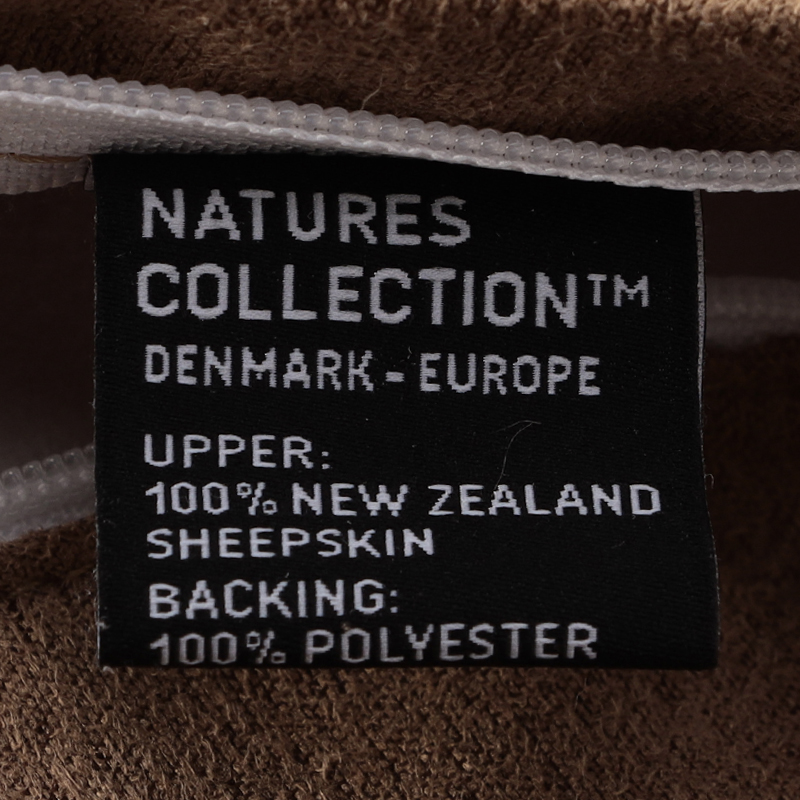 NATURES
COLLECTION™
DENMARK - EUROPE
UPPER:
100% NEW ZEALAND
SHEEPSKIN
BACKING:
100% POLYESTER